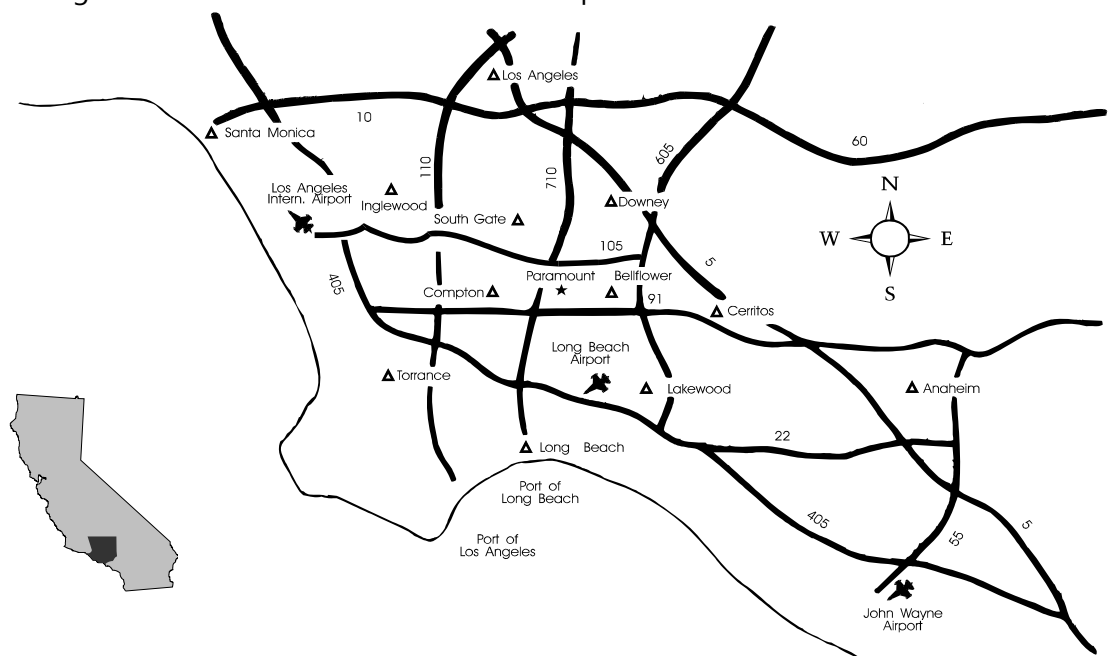 Los Angeles
10
Santa Monica
60
110
710
605
N
Los Angeles
Intern. Airport
Inglewood
South Gate
Downey
W
E
105
5
S
405
Paramount
Bellflower
Compton
91
Cerritos
Long Beach
Airport
Torrance
Lakewood
Anaheim
22
Long Beach
Port of
Long Beach
405
5
55
Port of
Los Angeles
John Wayne
Airport